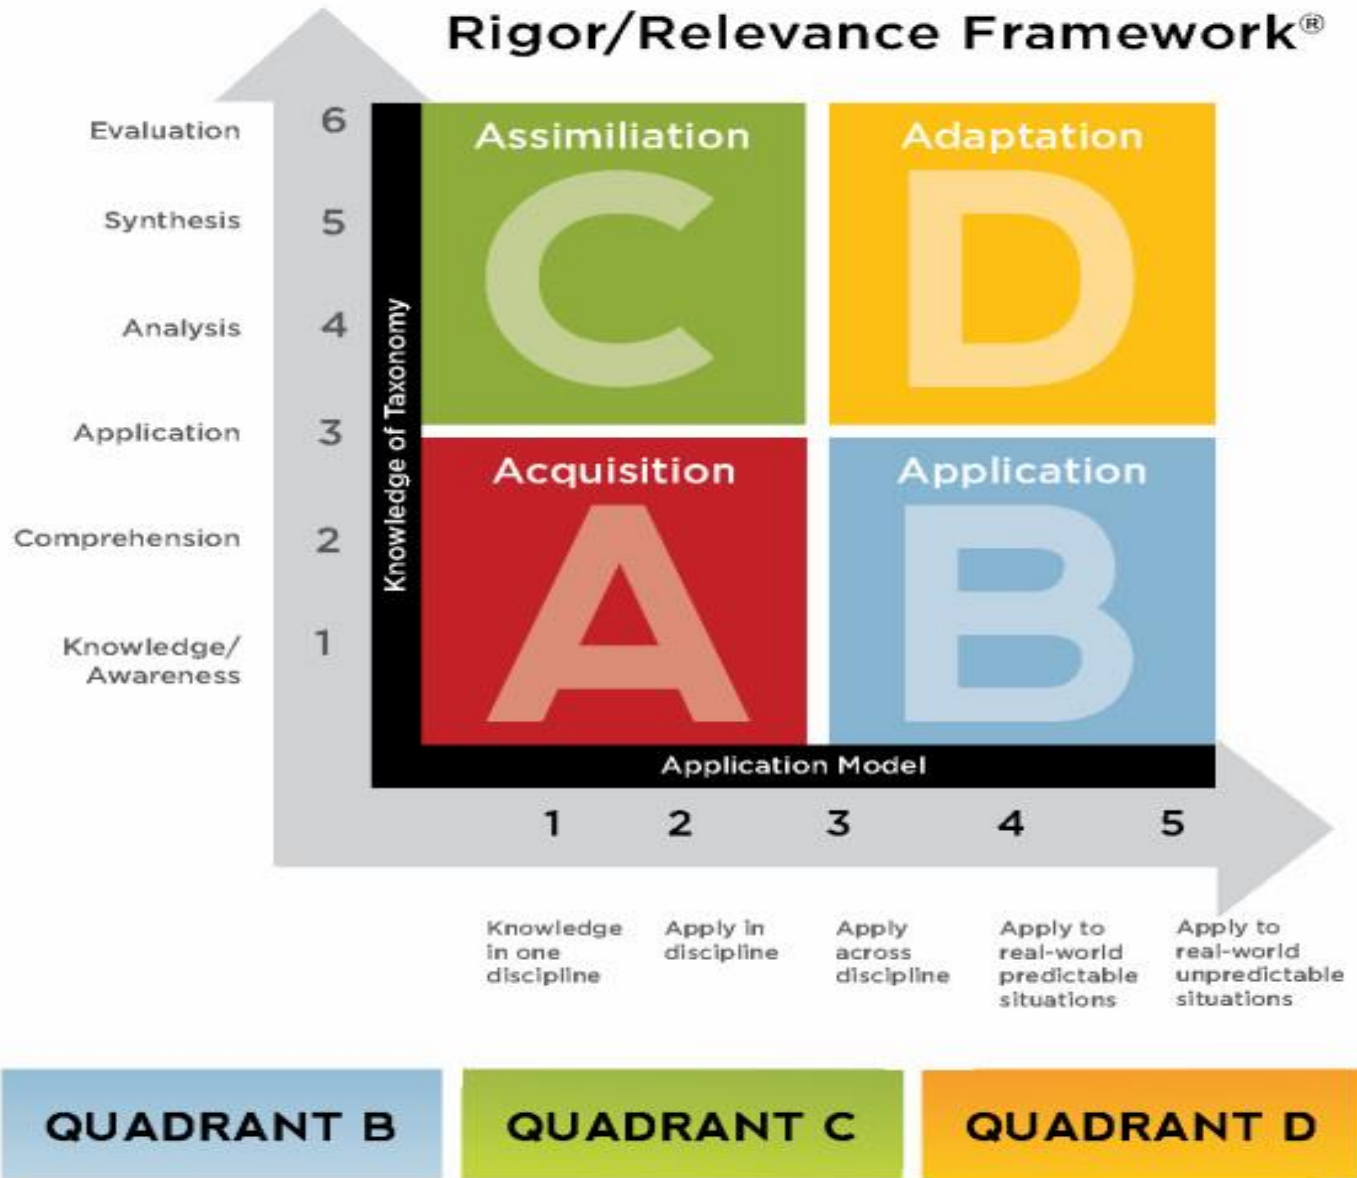 Rigor/Relevance Framework®
Evaluation
6
Synthesis
5
Analysis
4
Application
3
Comprehension
2
Knowledge/
Awareness
1
Knowledge of Taxonomy
Assimiliation
C
Adaptation
D
Acquisition
A
Application
B
Application Model
1 2 3 4 5
Knowledge
in one
discipline
Apply in
discipline
Apply
across
discipline
Apply to
real-world
predictable
situations
Apply to
real-world
unpredictable
situations
QUADRANT B
QUADRANT C
QUADRANT D